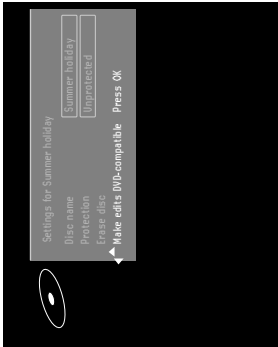 Settings for Summer holiday
Disc name Summer holiday
Protection Unprotected
Erase disc
Make edits DVD-compatible Press OK